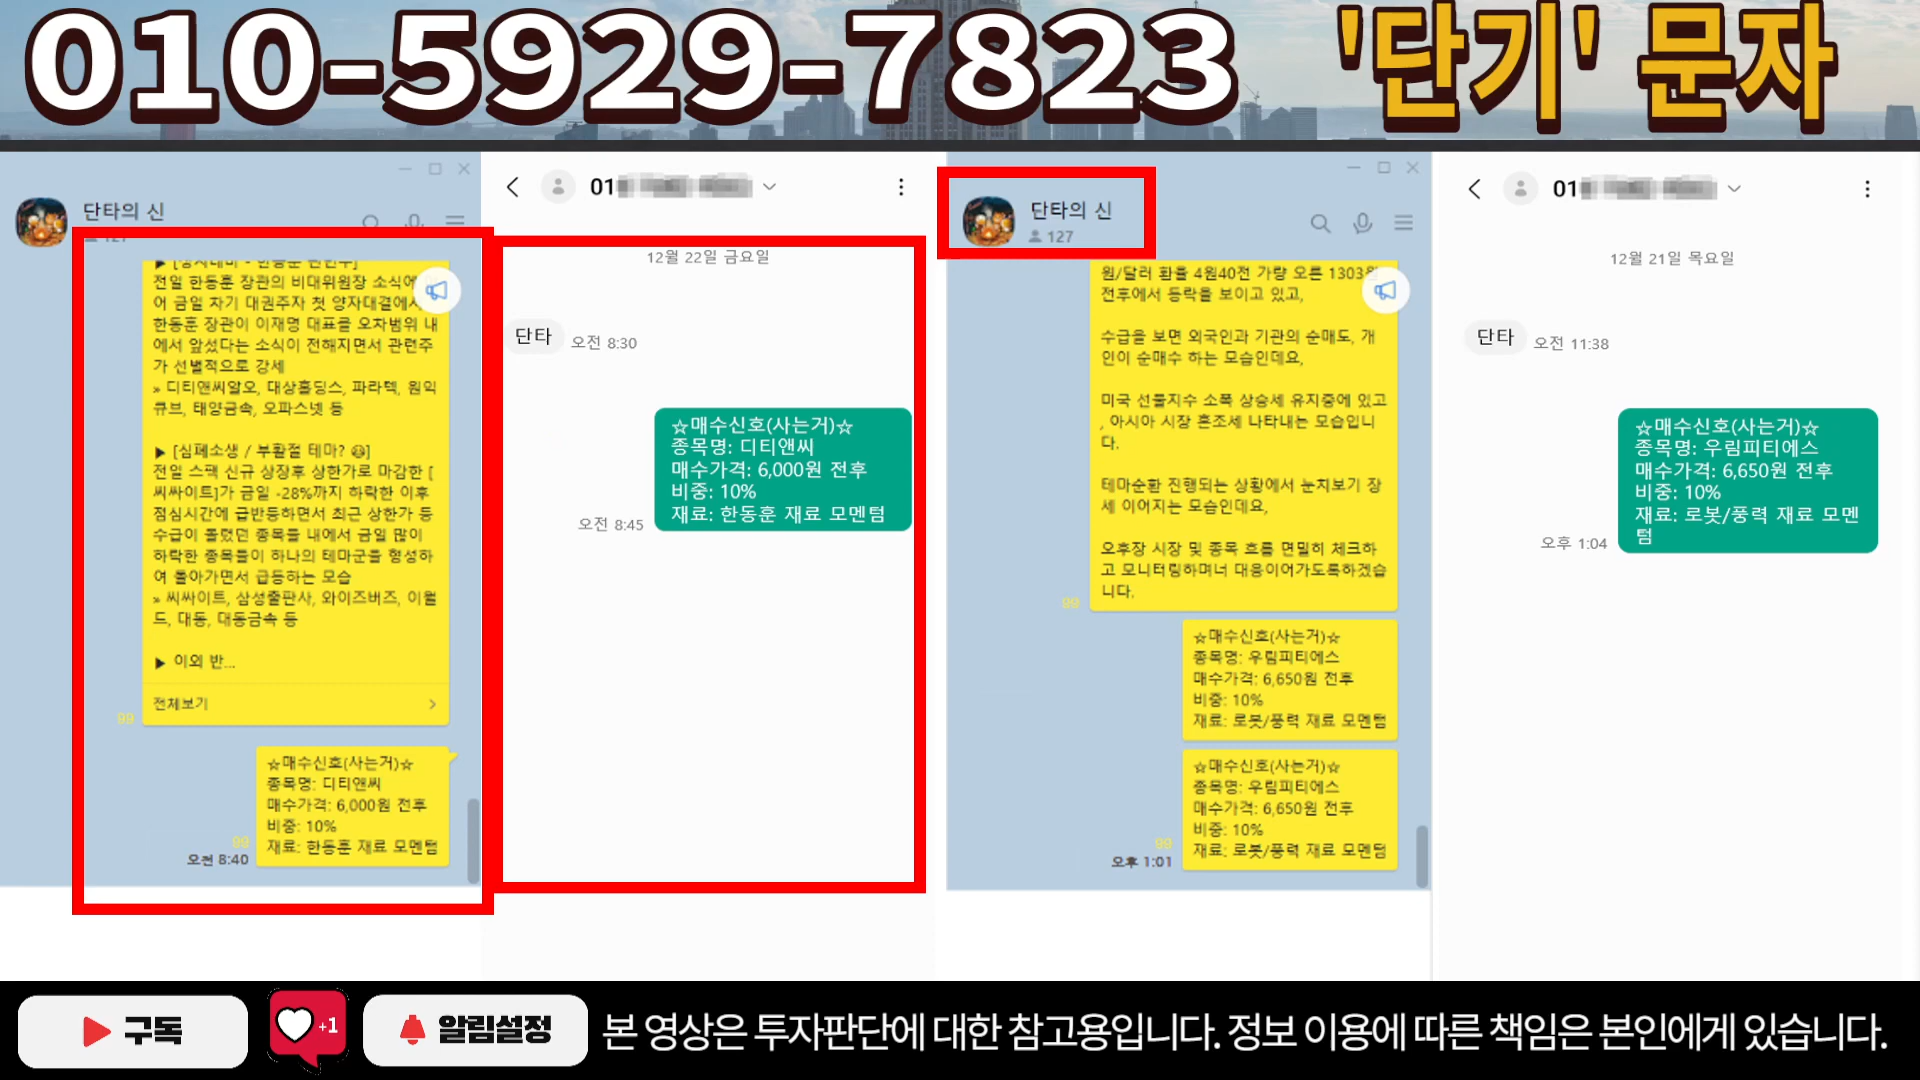 010-5929-7823 '단기' 문자
단타의 신
127
전일 한동훈 장관의 비대위원장 소식에
어 금일 차기 대권주자 첫 양자대결에서
한동훈 장관이 이재명 대표를 오차범위 내
에서 앞섰다는 소식이 전해지면서 관련주
가 선별적으로 강세
» 디티앤씨알오, 대상홀딩스, 파라텍, 원익
큐브, 태양금속, 오파스넷 등
▶ [심폐소생 / 부활절 테마? 😆]
전일 스팩 신규 상장후 상한가로 마감한 [
씨싸이트]가 금일 -28%까지 하락한 이후
점심시간에 급반등하면서 최근 상한가 등
수급이 몰렸던 종목들 내에서 금일 많이
하락한 종목들이 하나의 테마군을 형성하
여 돌아가면서 급등하는 모습
» 씨싸이트, 삼성출판사, 와이즈버즈, 이월
드, 대동, 대동금속 등
▶ 이외 반...
전체보기
99
☆매수신호(사는거)☆
종목명: 디티앤씨
매수가격: 6,000원 전후
비중: 10%
재료: 한동훈 재료 모멘텀
99
오전 8:40
01
12월 22일 금요일
단타
오전 8:30
☆매수신호(사는거)☆
종목명: 디티앤씨
매수가격: 6,000원 전후
비중: 10%
재료: 한동훈 재료 모멘텀
오전 8:45
단타의 신
127
원/달러 환율 4원40전 가량 오른 1303원
전후에서 등락을 보이고 있고,
수급을 보면 외국인과 기관의 순매도, 개
인이 순매수 하는 모습인데요,
미국 선물지수 소폭 상승세 유지중에 있고
, 아시아 시장 혼조세 나타내는 모습입니
다.
테마순환 진행되는 상황에서 눈치보기 장
세 이어지는 모습인데요,
오후장 시장 및 종목 흐름 면밀히 체크하
고 모니터링하며너 대응이어가도록하겠습
니다.
99
☆매수신호(사는거)☆
종목명: 우림피티에스
매수가격: 6,650원 전후
비중: 10%
재료: 로봇/풍력 재료 모멘텀
☆매수신호(사는거)☆
종목명: 우림피티에스
매수가격: 6,650원 전후
비중: 10%
재료: 로봇/풍력 재료 모멘텀
99
오후 1:01
01
12월 21일 목요일
단타
오전 11:38
☆매수신호(사는거)☆
종목명: 우림피티에스
매수가격: 6,650원 전후
비중: 10%
재료: 로봇/풍력 재료 모멘
텀
오후 1:04
구독
+1
알림설정
본 영상은 투자판단에 대한 참고용입니다. 정보 이용에 따른 책임은 본인에게 있습니다.